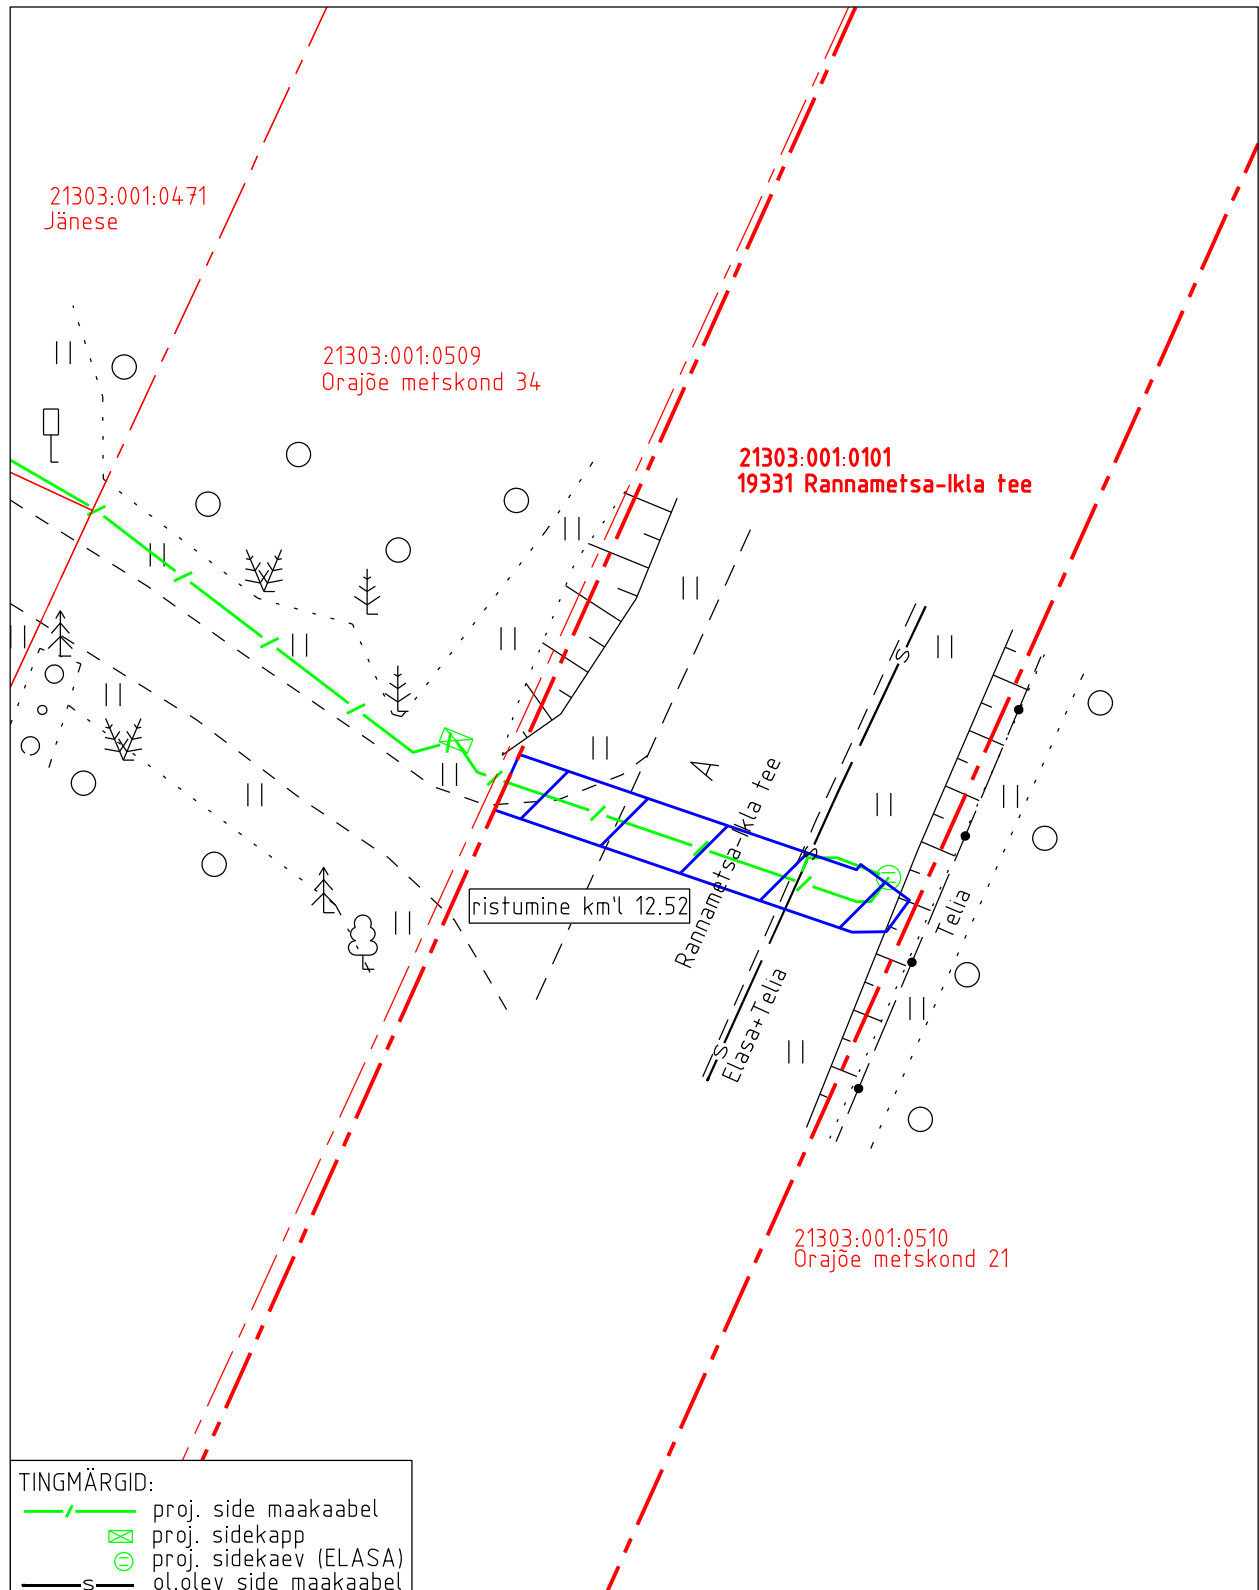 21303:001:0471
Jänese
21303:001:0509
Orajõe metskond 34
21303:001:0101
19331 Rannametsa-Ikla tee
S
A
Rannametsa-Ikla tee
S
ristumine km'l 12.52
Telia
S
Elasa+Telia
21303:001:0510
Orajõe metskond 21
TINGMÄRGID:
proj. side maakaabel
proj. sidekapp
proj. sidekaev (ELASA)
S
ol.olev side maakaabel